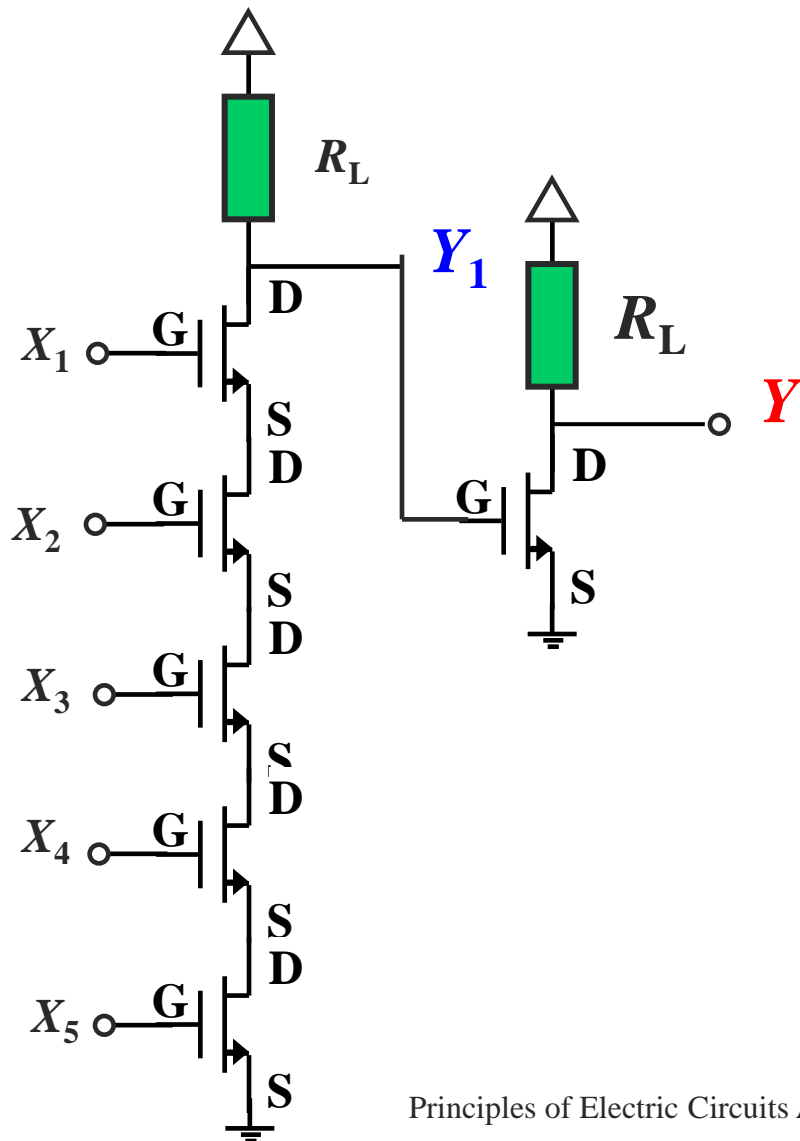 R_L
Y_1
D
G
X_1
R_L
Y
S
D
D
G
X_2
G
S
S
D
G
X_3
S
D
G
X_4
S
D
G
X_5
S
Principles of Electric Circuits